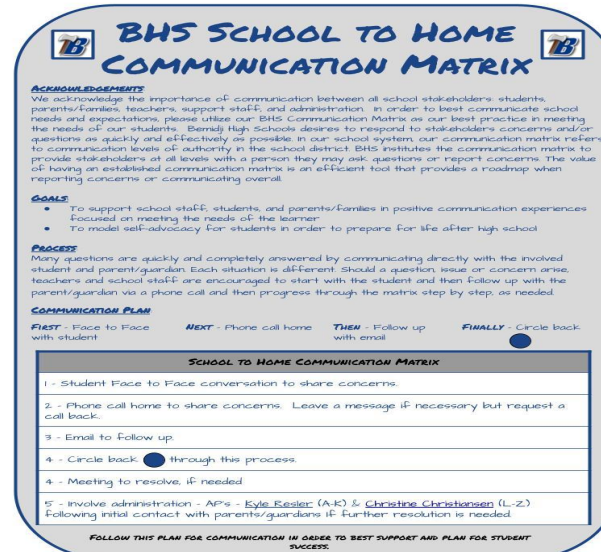 BHS SCHOOL TO HOME
COMMUNICATION MATRIX
ACKNOWLEDGEMENTS
We acknowledge the importance of communication between all school stakeholders: students,
parents/families, teachers, support staff, and administration. In order to best communicate school
needs and expectations, please utilize our BHS Communication Matrix as our best practice in meeting
the needs of our students. Bemidji High Schools desires to respond to stakeholders concerns and/or
questions as quickly and effectively as possible. In our school system, our communication matrix refers
to communication levels of authority in the school district. BHS institutes the communication matrix to
provide stakeholders at all levels with a person they may ask questions or report concerns. The value
of having an established communication matrix is an efficient tool that provides a roadmap when
reporting concerns or communicating overall.
GOALS
• To support school staff, students, and parents/families in positive communication experiences
focused on meeting the needs of the learner
• To model self-advocacy for students in order to prepare for life after high school
PROCESS
Many questions are quickly and completely answered by communicating directly with the involved
student and parent/guardian. Each situation is different. Should a question, issue or concern arise,
teachers and school staff are encouraged to start with the student and then follow up with the
parent/guardian via a phone call and then progress through the matrix step by step, as needed.
COMMUNICATION PLAN
FIRST - Face to Face NEXT - Phone call home THEN - Follow up FINALLY - Circle back
with student with email
SCHOOL TO HOME COMMUNICATION MATRIX
1 - Student Face to Face conversation to share concerns.
2 - Phone call home to share concerns. Leave a message if necessary but request a
call back.
3 - Email to follow up.
4 - Circle back through this process.
4 - Meeting to resolve, if needed
5 - Involve administration - AP's - Kyle Resler (A-K) & Christine Christiansen (L-Z)
following initial contact with parents/guardians if further resolution is needed.
FOLLOW THIS PLAN FOR COMMUNICATION IN ORDER TO BEST SUPPORT AND PLAN FOR STUDENT
SUCCESS.